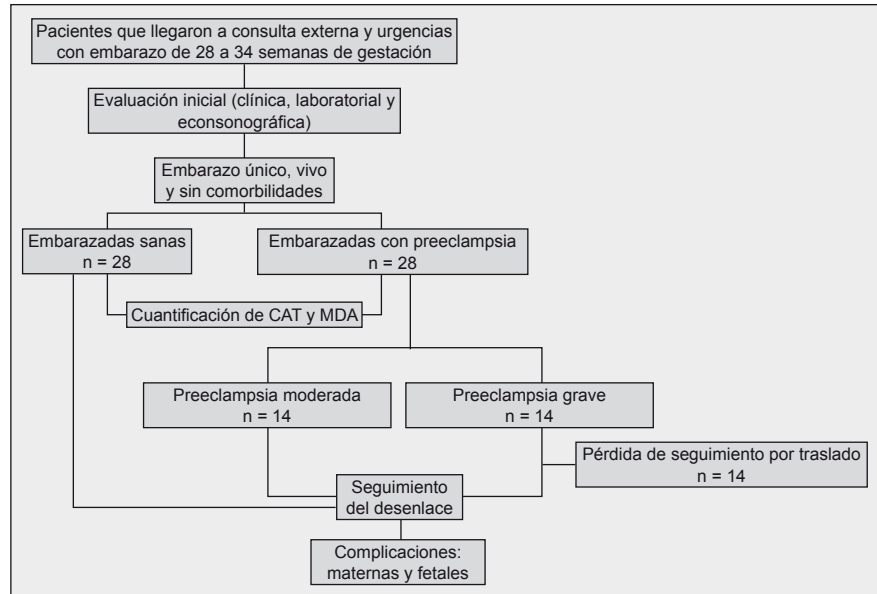 Pacientes que llegaron a consulta externa y urgencias
con embarazo de 28 a 34 semanas de gestación
Evaluación inicial (clínica, laboratorial y
econsonográfica)
Embarazo único, vivo
y sin comorbilidades
Embarazadas sanas
n = 28
Embarazadas con preeclampsia
n = 28
Cuantificación de CAT y MDA
Preeclampsia moderada
n = 14
Preeclampsia grave
n = 14
Pérdida de seguimiento por traslado
n = 14
Seguimiento
del desenlace
Complicaciones:
maternas y fetales